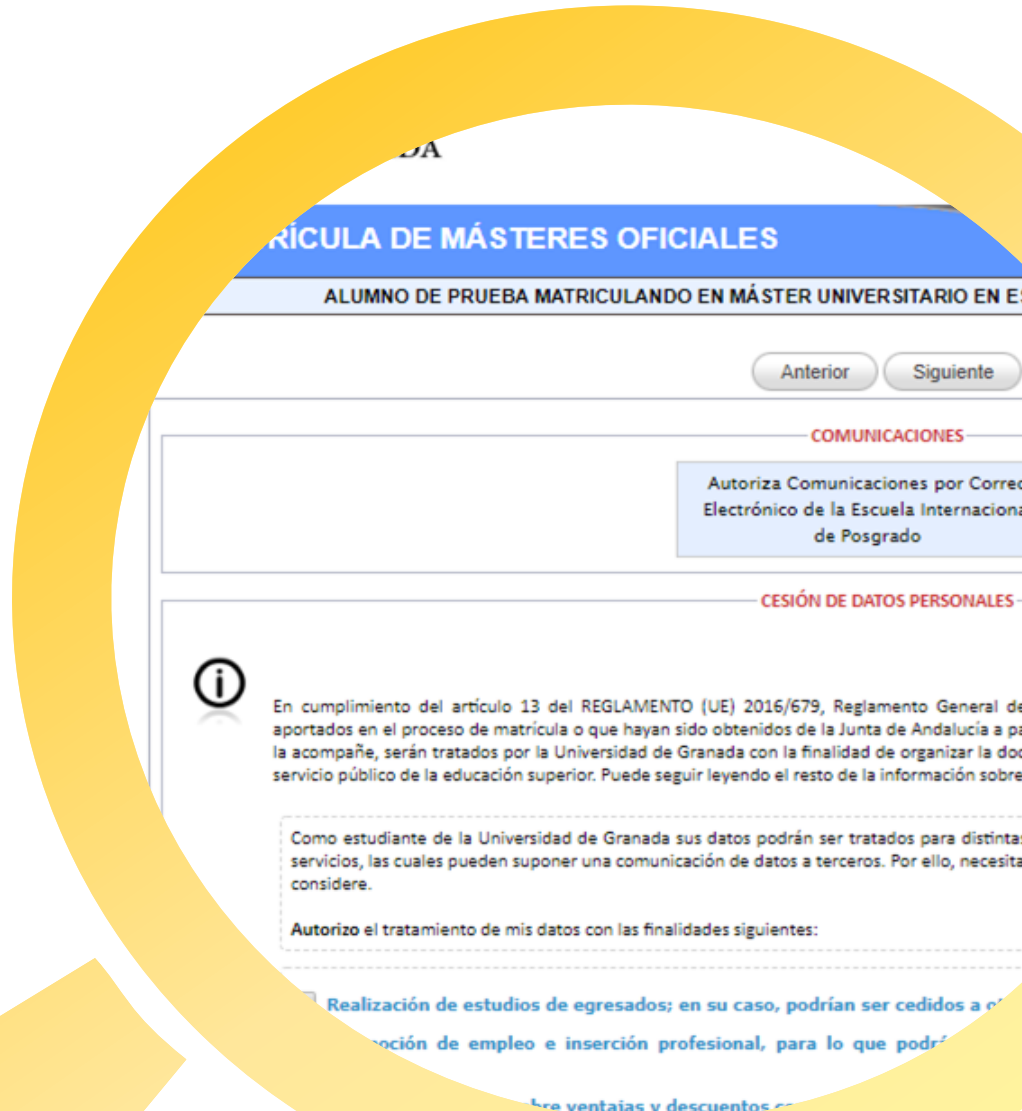 DA
RÍCULA DE MÁSTERES OFICIALES
ALUMNO DE PRUEBA MATRICULANDO EN MÁSTER UNIVERSITARIO EN
Anterior Siguiente
COMUNICACIONES
Autoriza Comunicaciones por Correo
Electrónico de la Escuela Internaciona
de Posgrado
CESIÓN DE DATOS PERSONALES
En cumplimiento del artículo 13 del REGLAMENTO (UE) 2016/679, Reglamento General de
aportados en el proceso de matrícula o que hayan sido obtenidos de la Junta de Andalucía a pa
la acompañe, serán tratados por la Universidad de Granada con la finalidad de organizar la doc
servicio público de la educación superior. Puede seguir leyendo el resto de la información sobre
Como estudiante de la Universidad de Granada sus datos podrán ser tratados para distintas
servicios, las cuales pueden suponer una comunicación de datos a terceros. Por ello, necesita
considere.
Autorizo el tratamiento de mis datos con las finalidades siguientes:
Realización de estudios de egresados; en su caso, podrían ser cedidos a
oción de empleo e inserción profesional, para lo que podr
bre ventajas y descuentos